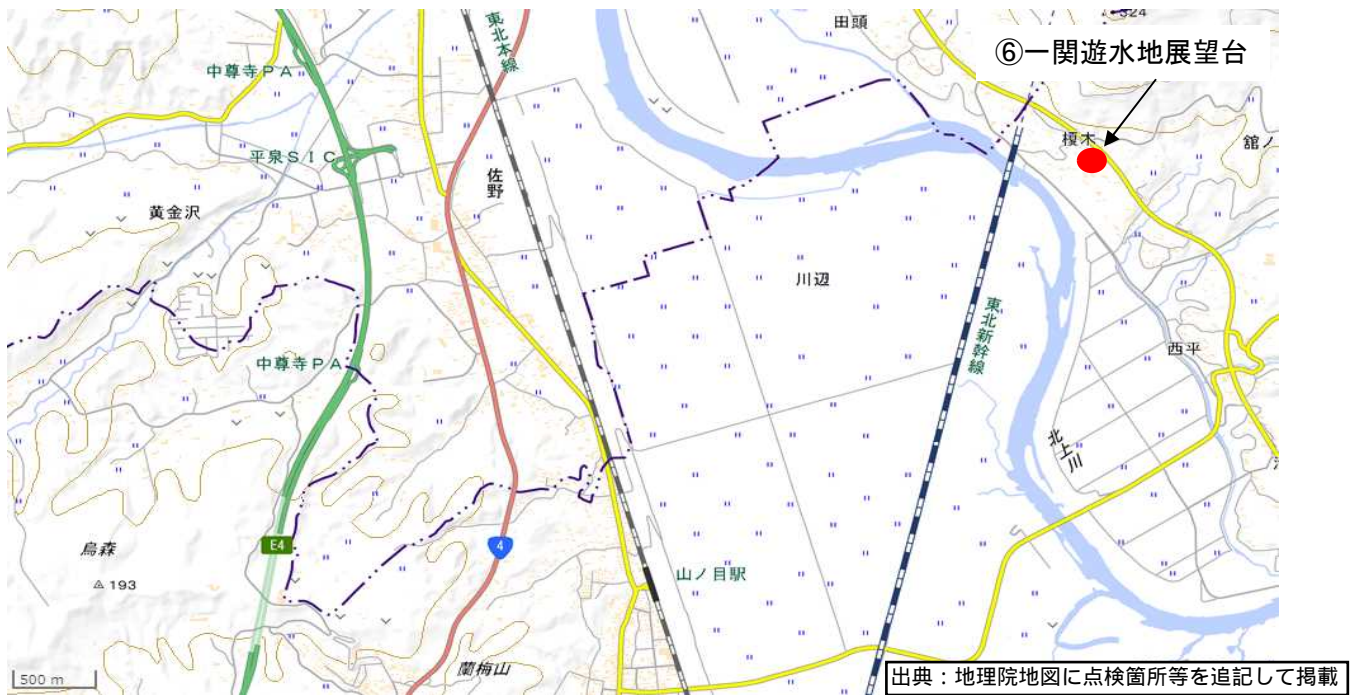 田頭
324
⑥一関遊水地展望台
東北本線
中尊寺ＰＡ
平泉ＳＩＣ
佐野
黄金沢
榎木
舘ノ
川辺
東北新幹線
西平
中尊寺ＰＡ
北上川
E4
4
烏森
193
山ノ目駅
蘭梅山
500 m
出典：地理院地図に点検箇所等を追記して掲載